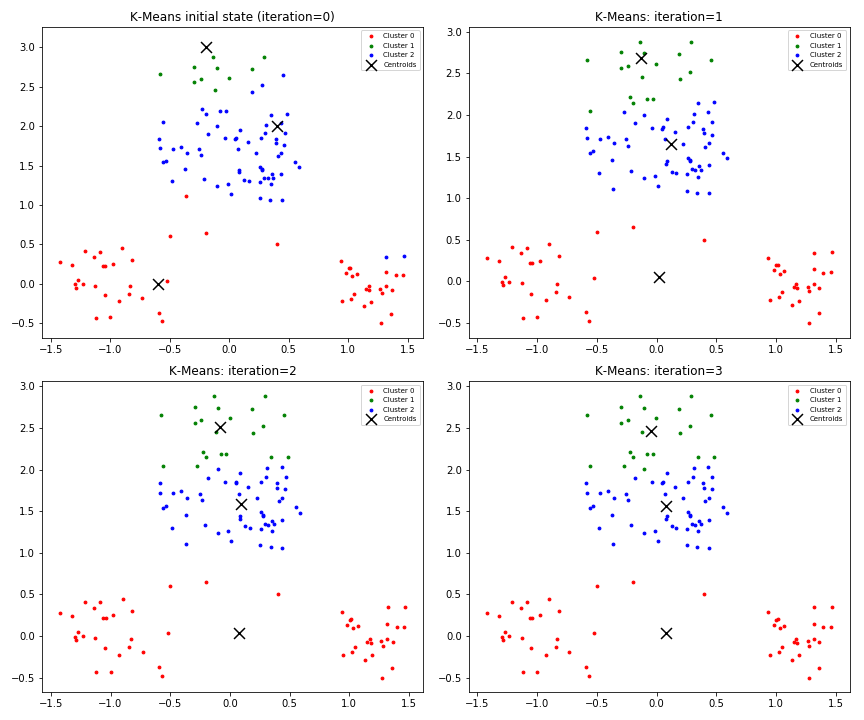 K-Means initial state (iteration=0)
3.0
2.5
2.0
1.5
1.0
0.5
0.0
−0.5
−1.5 −1.0 −0.5 0.0 0.5 1.0 1.5
Cluster 0
Cluster 1
Cluster 2
Centroids
K-Means: iteration=1
3.0
2.5
2.0
1.5
1.0
0.5
0.0
−0.5
−1.5 −1.0 −0.5 0.0 0.5 1.0 1.5
Cluster 0
Cluster 1
Cluster 2
Centroids
K-Means: iteration=2
3.0
2.5
2.0
1.5
1.0
0.5
0.0
−0.5
−1.5 −1.0 −0.5 0.0 0.5 1.0 1.5
Cluster 0
Cluster 1
Cluster 2
Centroids
K-Means: iteration=3
3.0
2.5
2.0
1.5
1.0
0.5
0.0
−0.5
−1.5 −1.0 −0.5 0.0 0.5 1.0 1.5
Cluster 0
Cluster 1
Cluster 2
Centroids